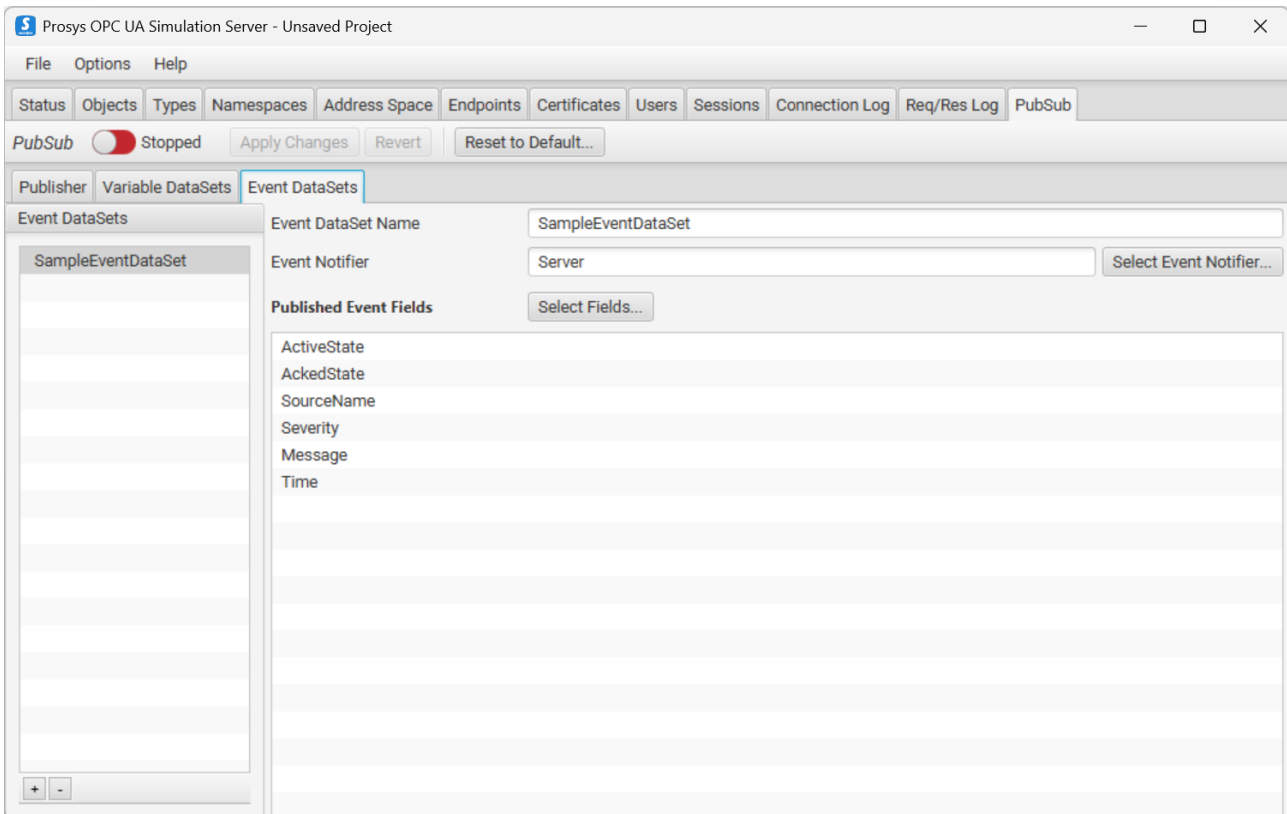 Prosys OPC UA Simulation Server - Unsaved Project
File Options Help
Status Objects Types Namespaces Address Space Endpoints Certificates Users Sessions Connection Log Req/Res Log PubSub
PubSub Stopped Apply Changes Revert Reset to Default...
Publisher Variable DataSets Event DataSets
Event DataSets
SampleEventDataSet
Event DataSet Name SampleEventDataSet
Event Notifier Server Select Event Notifier...
Published Event Fields Select Fields...
ActiveState
AckedState
SourceName
Severity
Message
Time
+ -